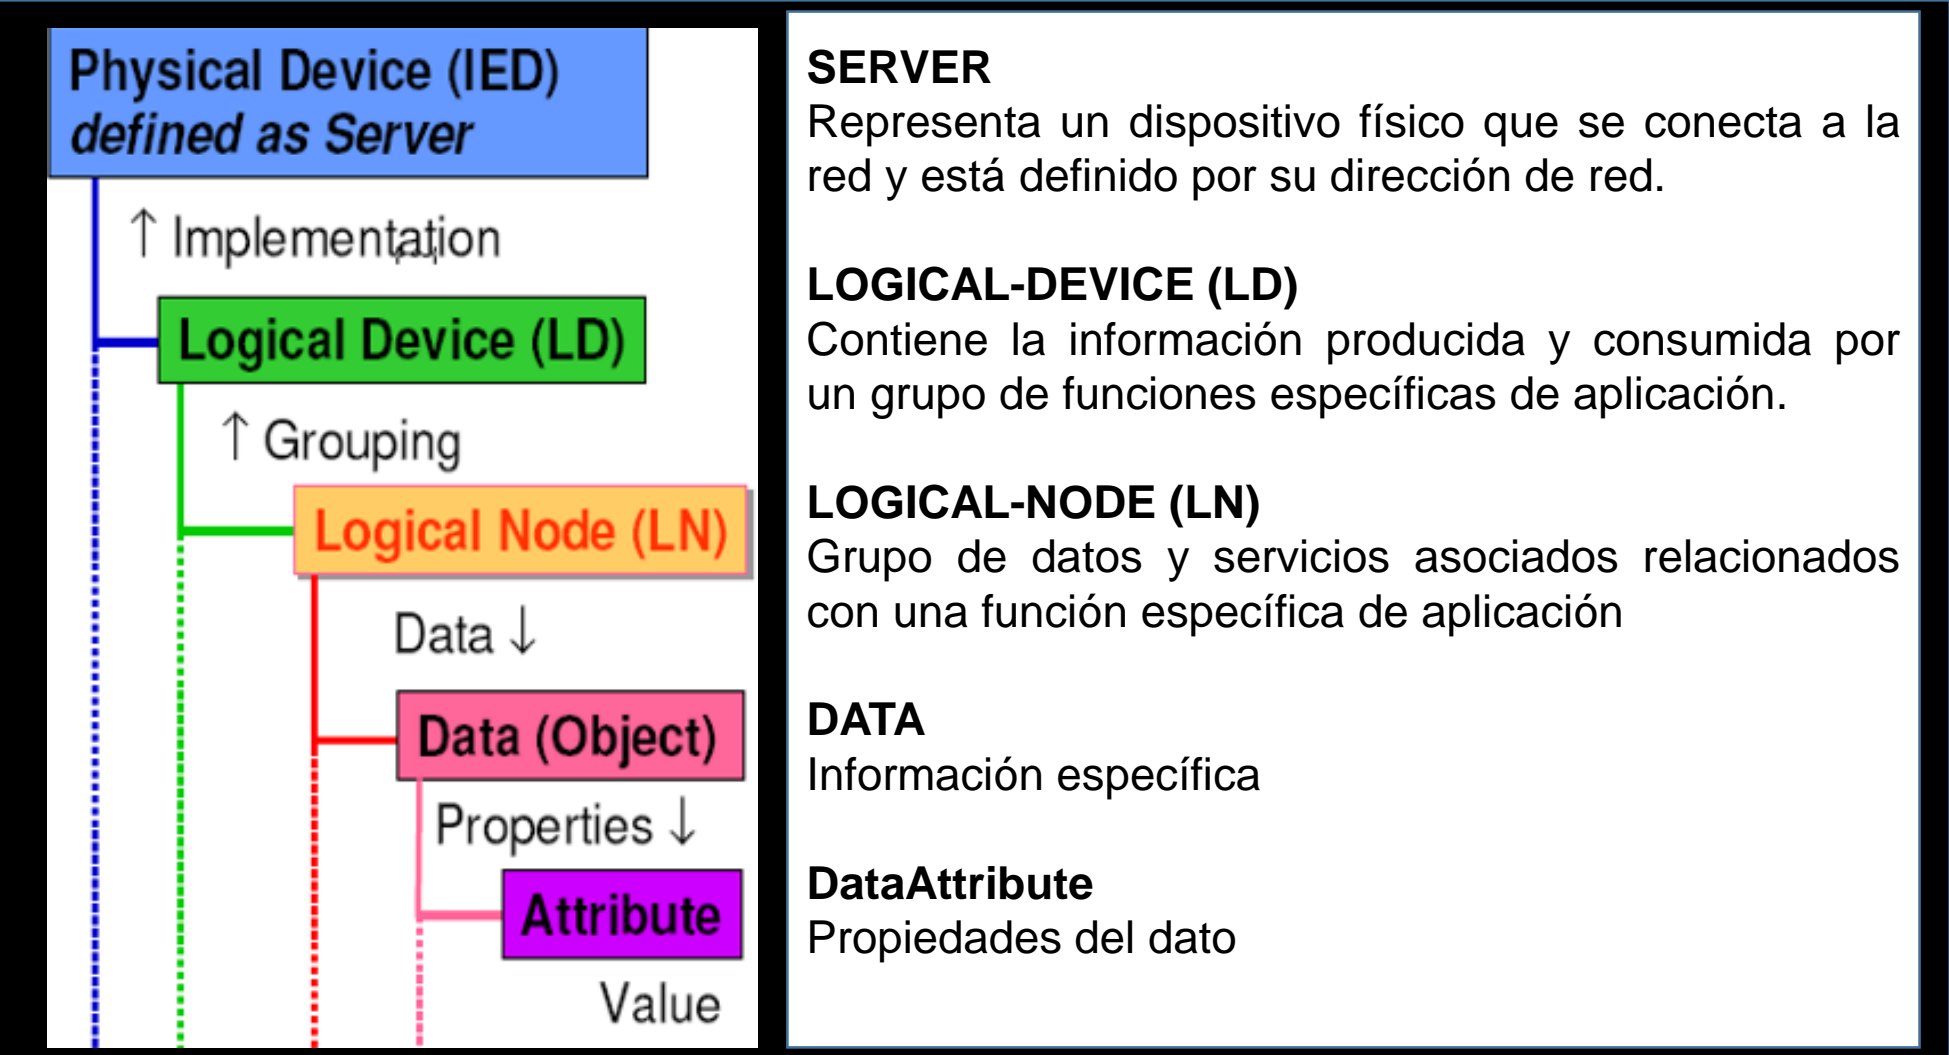 Physical Device (IED)
defined as Server
↑ Implementation
Logical Device (LD)
↑ Grouping
Logical Node (LN)
Data ↓
Data (Object)
Properties ↓
Attribute
Value
SERVER
Representa un dispositivo físico que se conecta a la
red y está definido por su dirección de red.
LOGICAL-DEVICE (LD)
Contiene la información producida y consumida por
un grupo de funciones específicas de aplicación.
LOGICAL-NODE (LN)
Grupo de datos y servicios asociados relacionados
con una función específica de aplicación
DATA
Información específica
DataAttribute
Propiedades del dato